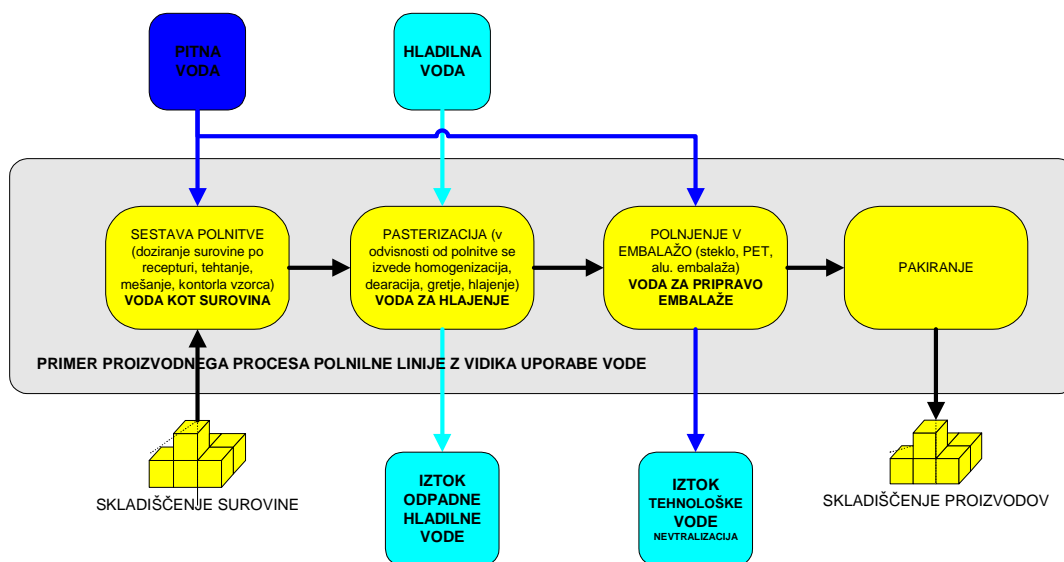 PITNA
VODA
HLADILNA
VODA
SESTAVA POLNITVE
(doziranje surovine po
recepturi, tehtanje,
mešanje, kontorla vzorca)
VODA KOT SUROVINA
PASTERIZACIJA (v
odvisnosti od polnitve se
izvede homogenizacija,
dearacija, gretje, hlajenje)
VODA ZA HLAJENJE
POLNJENJE V
EMBALAŽO (steklo, PET,
alu. embalaža)
VODA ZA PRIPRAVO
EMBALAŽE
PAKIRANJE
PRIMER PROIZVODNEGA PROCESA POLNILNE LINIJE Z VIDIKA UPORABE VODE
SKLADIŠČENJE SUROVINE
IZTOK
ODPADNE
HLADILNE
VODE
IZTOK
TEHNOLOŠKE
VODE
NEVTRALIZACIJA
SKLADIŠČENJE PROIZVODOV